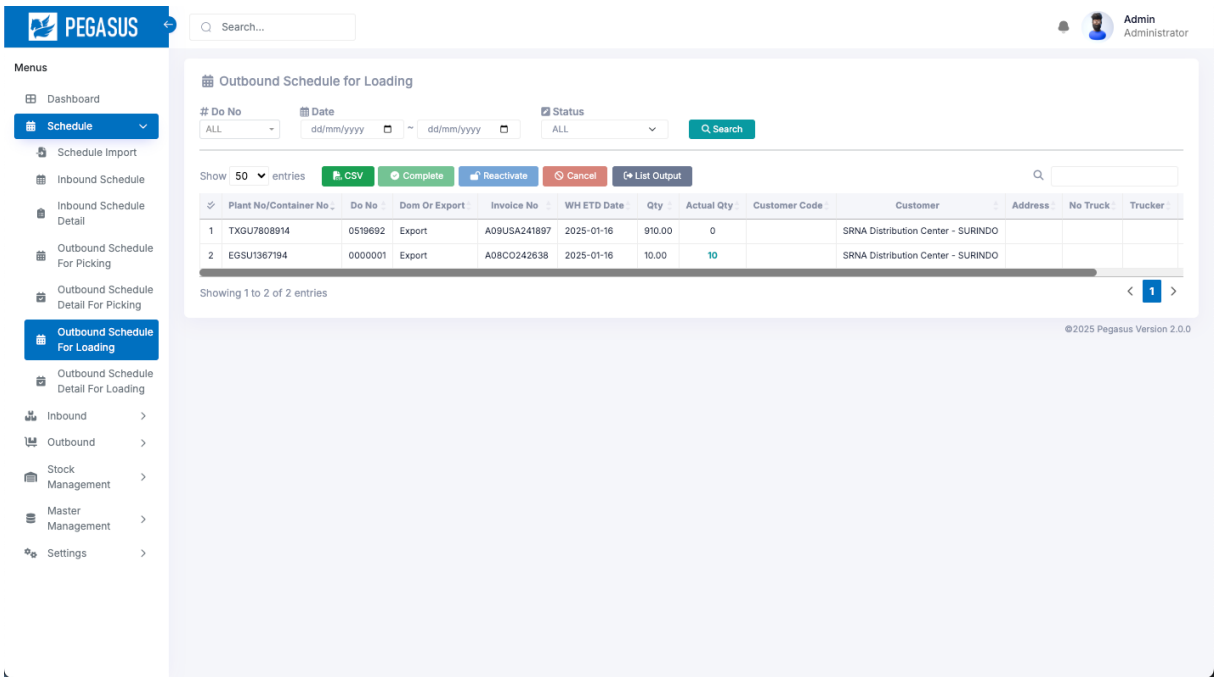 PEGASUS
Search...
Admin
Administrator
Menus
Dashboard
Schedule
Schedule Import
Inbound Schedule
Inbound Schedule
Detail
Outbound Schedule
For Picking
Outbound Schedule
Detail For Picking
Outbound Schedule
For Loading
Outbound Schedule
Detail For Loading
Inbound
Outbound
Stock
Management
Master
Management
Settings
Outbound Schedule for Loading
# Do No Date Status
ALL dd/mm/yyyy ~ dd/mm/yyyy ALL Search
Show 50 entries CSV Complete Reactivate Cancel List Output
Plant No/Container No Do No Dom Or Export Invoice No WH ETD Date Qty Actual Qty Customer Code Customer Address No Truck Trucker
1 TXGU7808914 0519692 Export A09USA241897 2025-01-16 910.00 0 SRNA Distribution Center - SURINDO
2 EGSU1367194 0000001 Export A08CO242638 2025-01-16 10.00 10 SRNA Distribution Center - SURINDO
Showing 1 to 2 of 2 entries
1
©2025 Pegasus Version 2.0.0